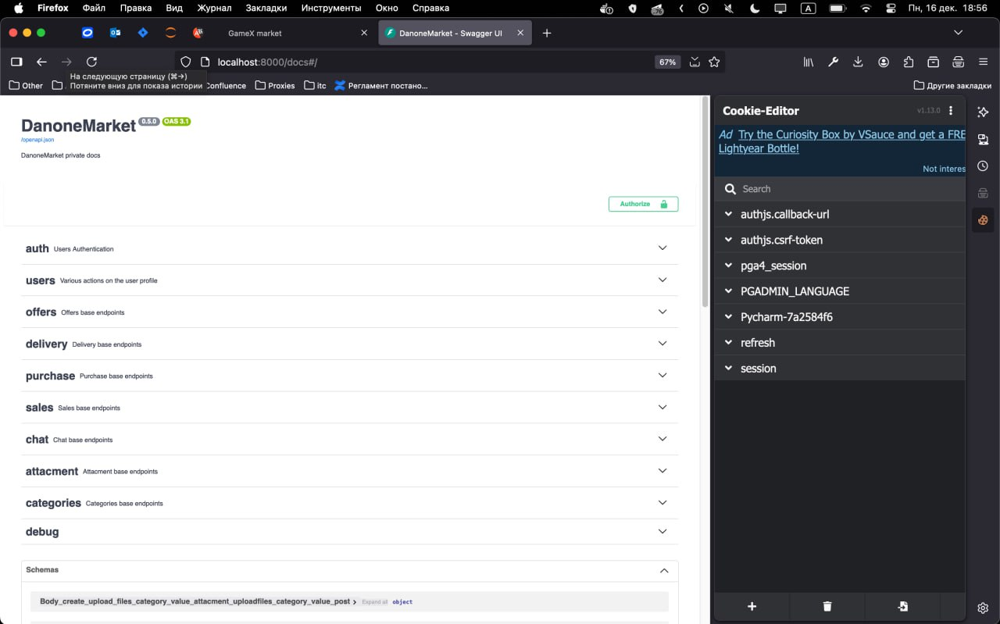 Firefox Файл Правка Вид Журнал Закладки Инструменты Окно Справка A Пн, 16 дек. 18:56
GameX market DanoneMarket - Swagger UI
localhost:8000/docs#/ 67%
На следующую страницу (⌘→)
Потяните вниз для показа истории
Other Confluence Proxies itc Регламент постано... Другие закладки
DanoneMarket 0.5.0 OAS 3.1
/openapi.json
DanoneMarket private docs
Authorize
auth Users Authentication
users Various actions on the user profile
offers Offers base endpoints
delivery Delivery base endpoints
purchase Purchase base endpoints
sales Sales base endpoints
chat Chat base endpoints
attacment Attacment base endpoints
categories Categories base endpoints
debug
Schemas
Body_create_upload_files_category_value_attacment_uploadfiles_category_value_post Expand all object
Cookie-Editor v1.13.0
Ad Try the Curiosity Box by VSauce and get a FRE
Lightyear Bottle!
Not interes
Search
authjs.callback-url
authjs.csrf-token
pga4_session
PGADMIN_LANGUAGE
Pycharm-7a2584f6
refresh
session